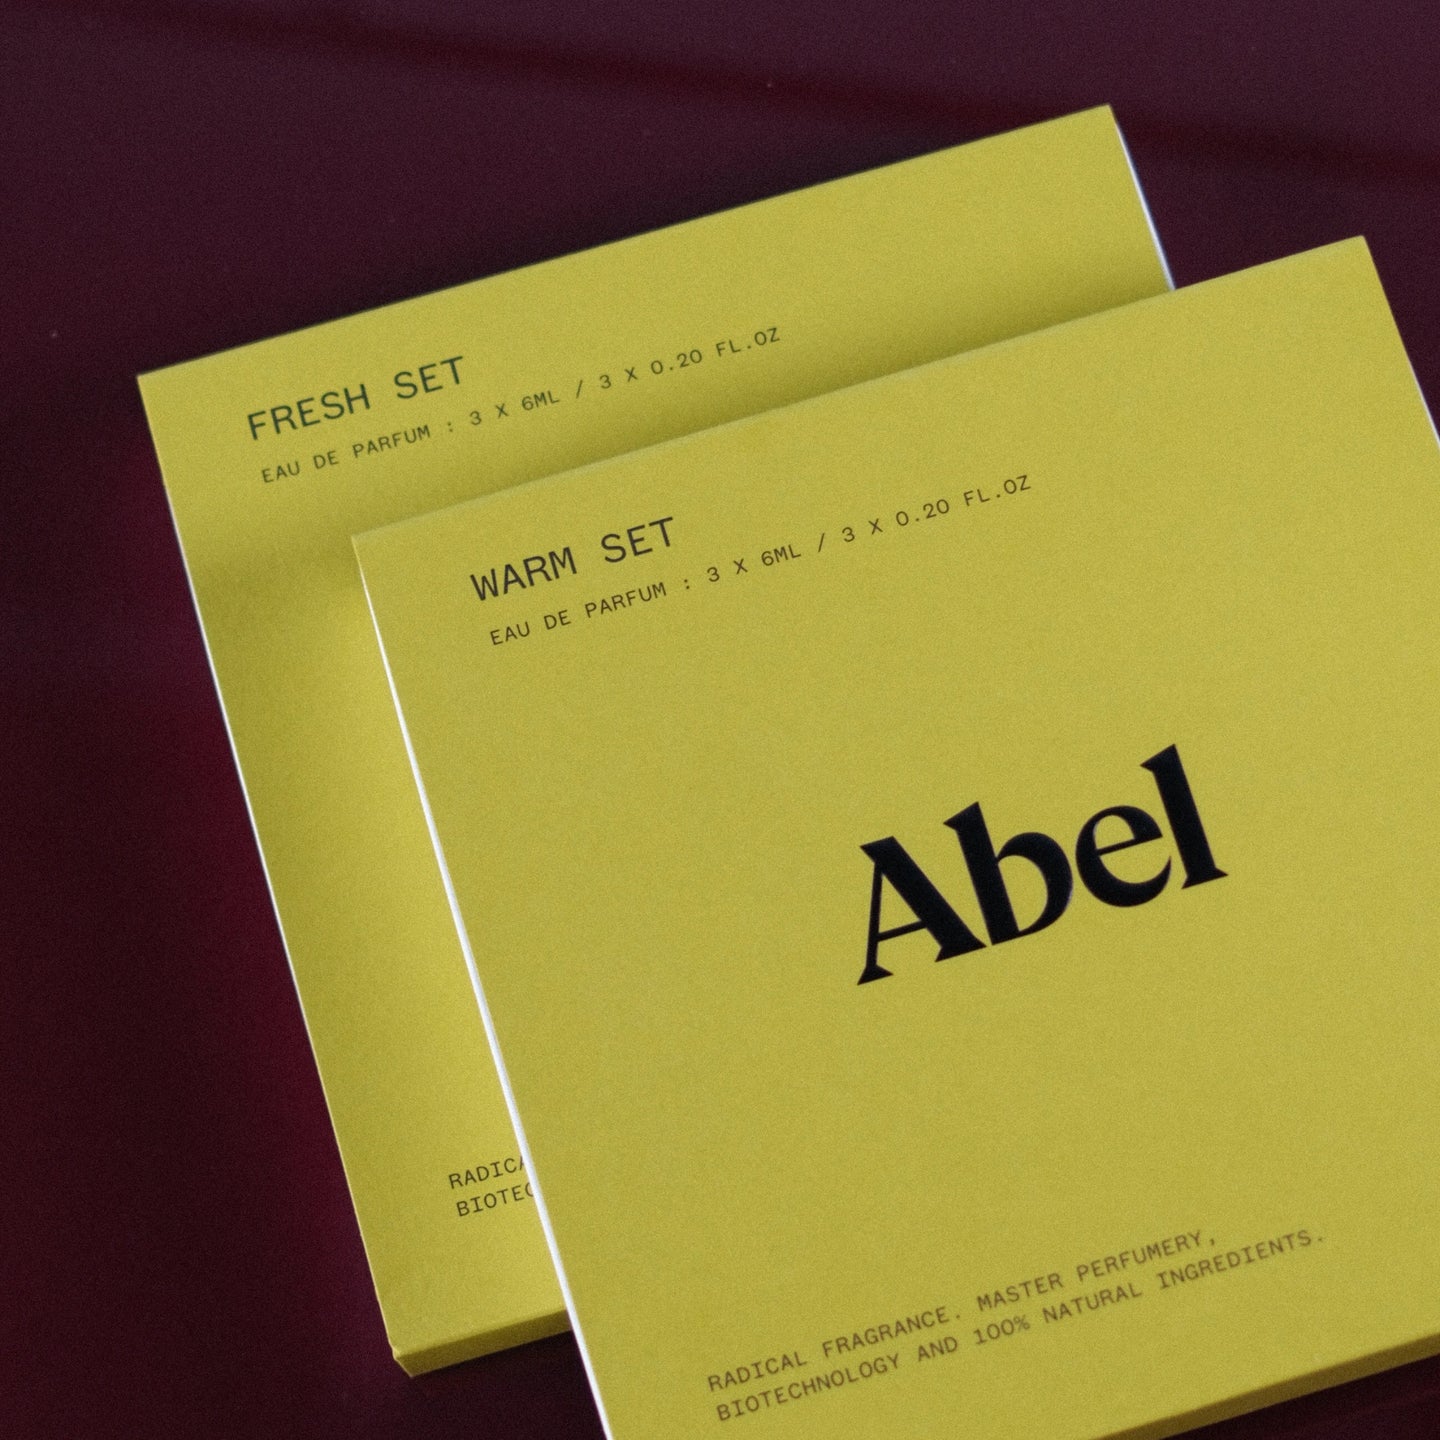 FRESH SET
EAU DE PARFUM : 3 X 6ML / 3 X 0.20 FL.OZ
WARM SET
EAU DE PARFUM : 3 X 6ML / 3 X 0.20 FL.OZ
Abel
RADICAL FRAGRANCE. MASTER PERFUMERY,
BIOTECHNOLOGY AND 100% NATURAL INGREDIENTS.